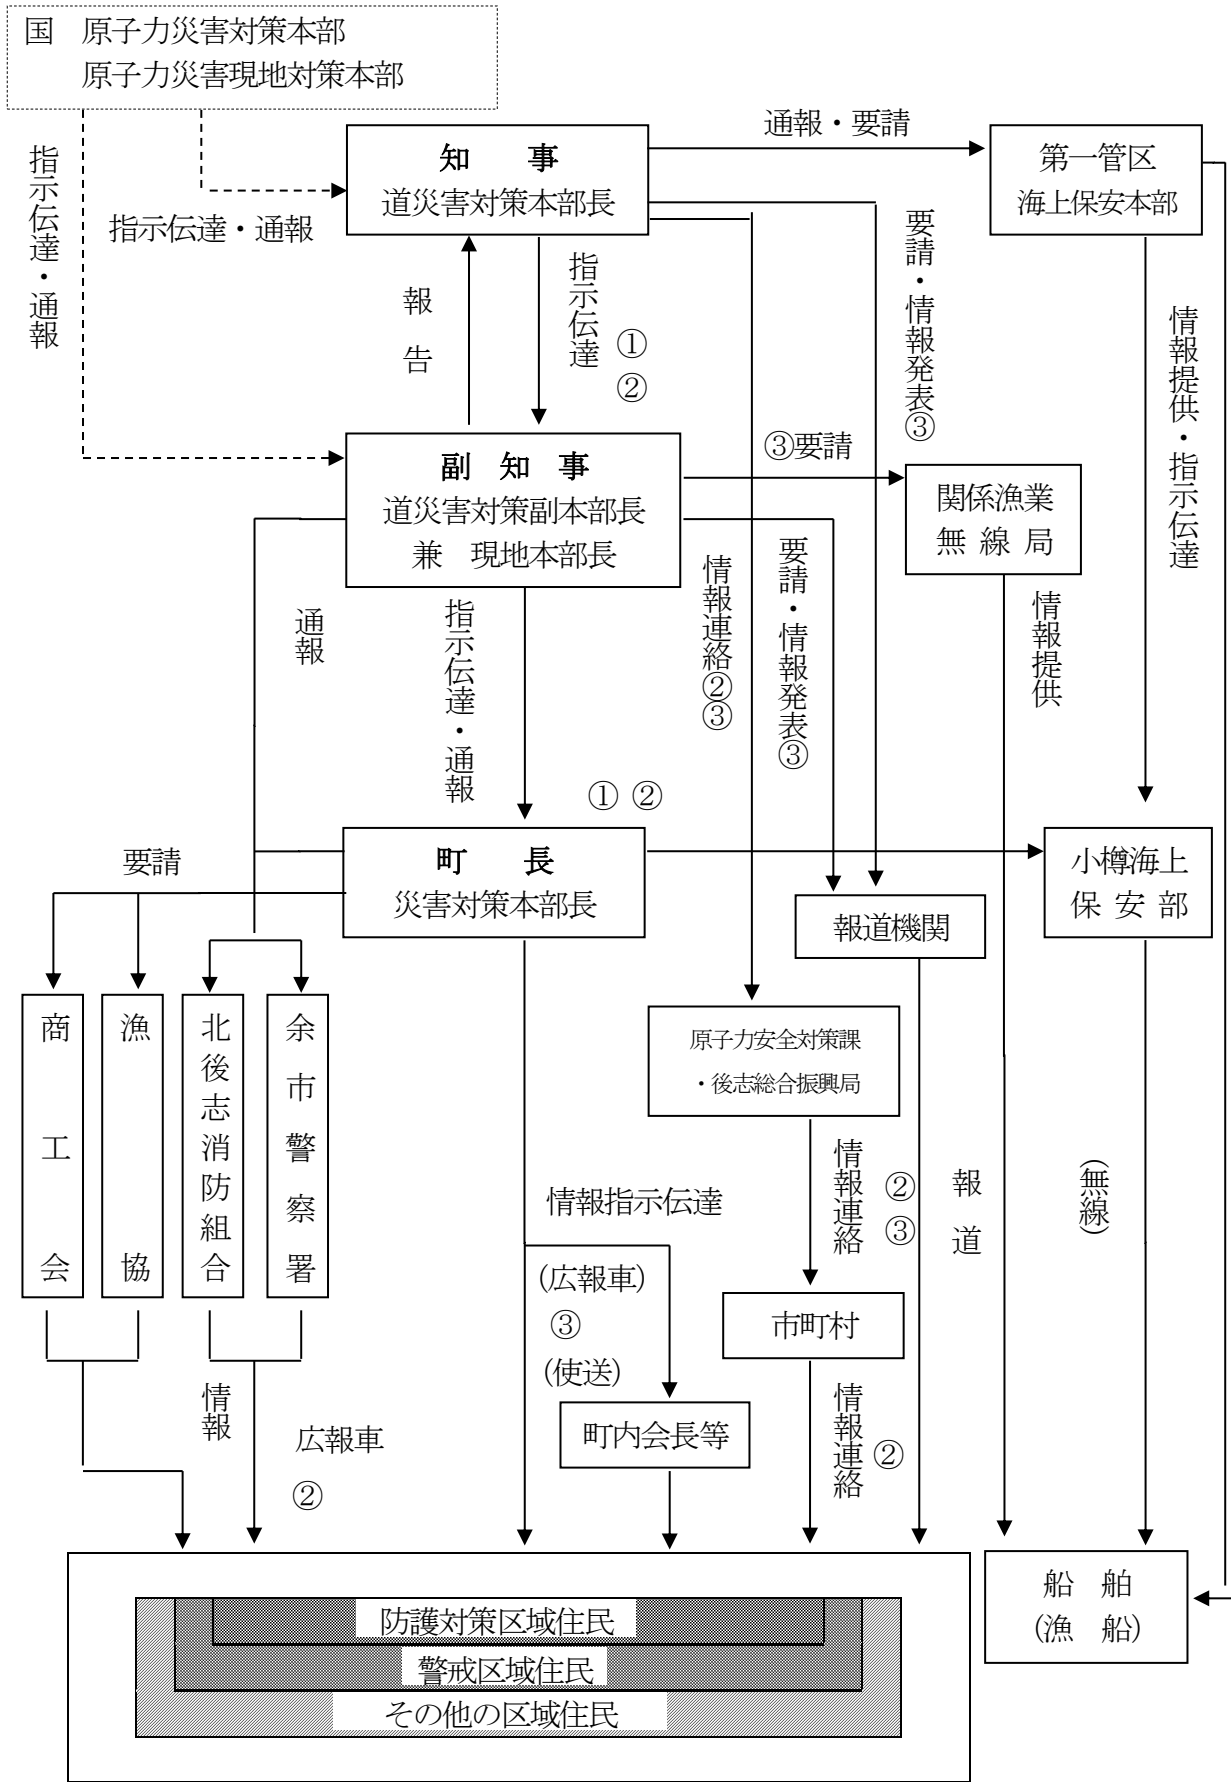 国　原子力災害対策本部
原子力災害現地対策本部
通報・要請
知　事
道災害対策本部長
第一管区
海上保安本部
指示伝達・通報
指示伝達・通報
報告
指示伝達
①
②
要請・情報発表③
情報提供・指示伝達
副　知　事
道災害対策副本部長
兼　現地本部長
③要請
関係漁業
無線局
通報
指示伝達・通報
情報連絡②③
要請・情報発表③
情報提供
① ②
要請
町　長
災害対策本部長
小樽海上
保安部
報道機関
商工会
漁協
北後志消防組合
余市警察署
原子力安全対策課
・後志総合振興局
情報指示伝達
情報連絡
②
③
報道
(無線)
(広報車)
③
(使送)
市町村
情報
広報車
②
町内会長等
情報連絡
②
防護対策区域住民
警戒区域住民
その他の区域住民
船　舶
(漁　船)